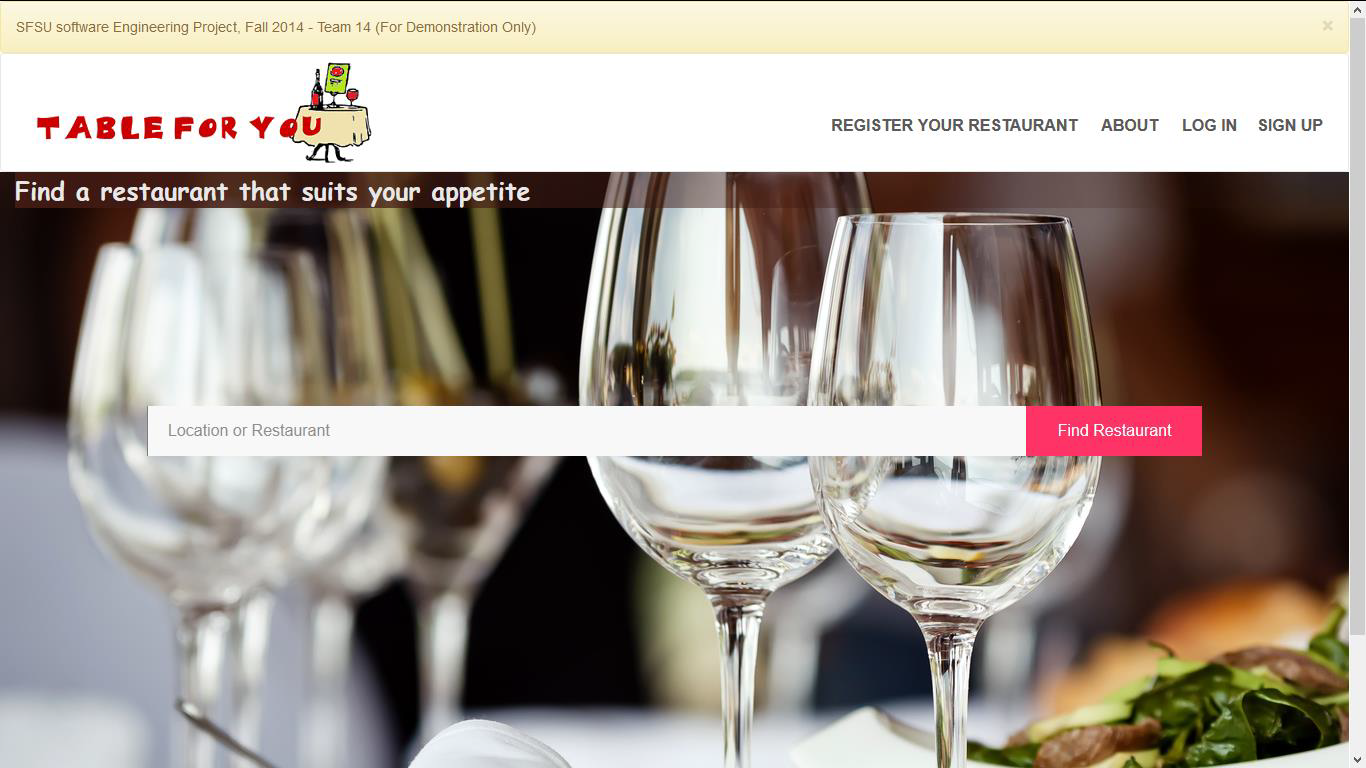 SFSU software Engineering Project, Fall 2014 - Team 14 (For Demonstration Only)
×
TABLE FOR YOU
REGISTER YOUR RESTAURANT ABOUT LOG IN SIGN UP
Find a restaurant that suits your appetite
Location or Restaurant
Find Restaurant